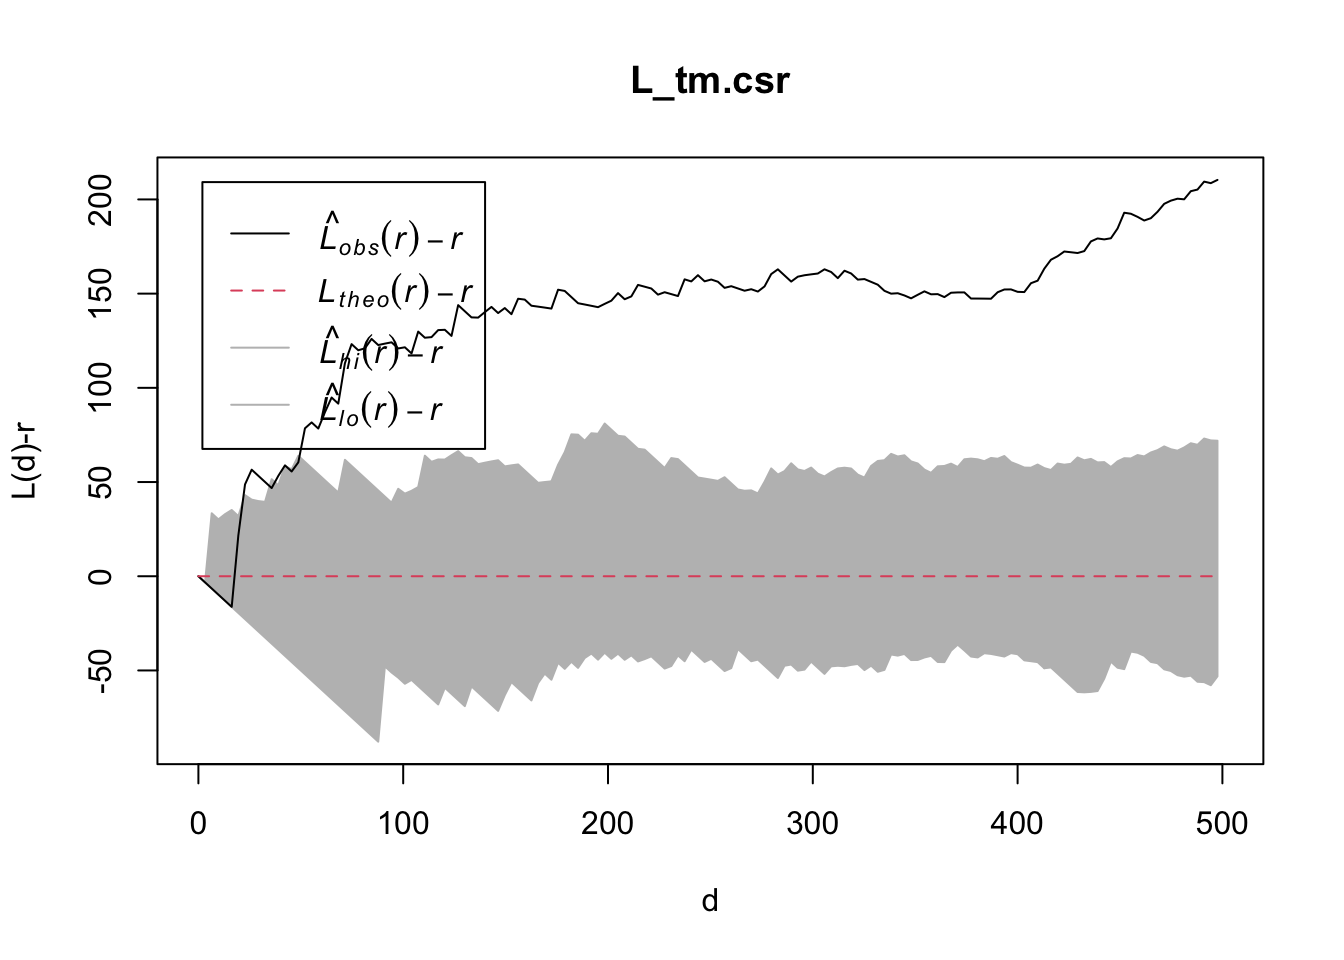 L_tm.csr
L(d)-r
200
150
100
50
0
-50
L̂obs(r) − r
Ltheo(r) − r
L̂hi(r) − r
L̂lo(r) − r
0 100 200 300 400 500
d